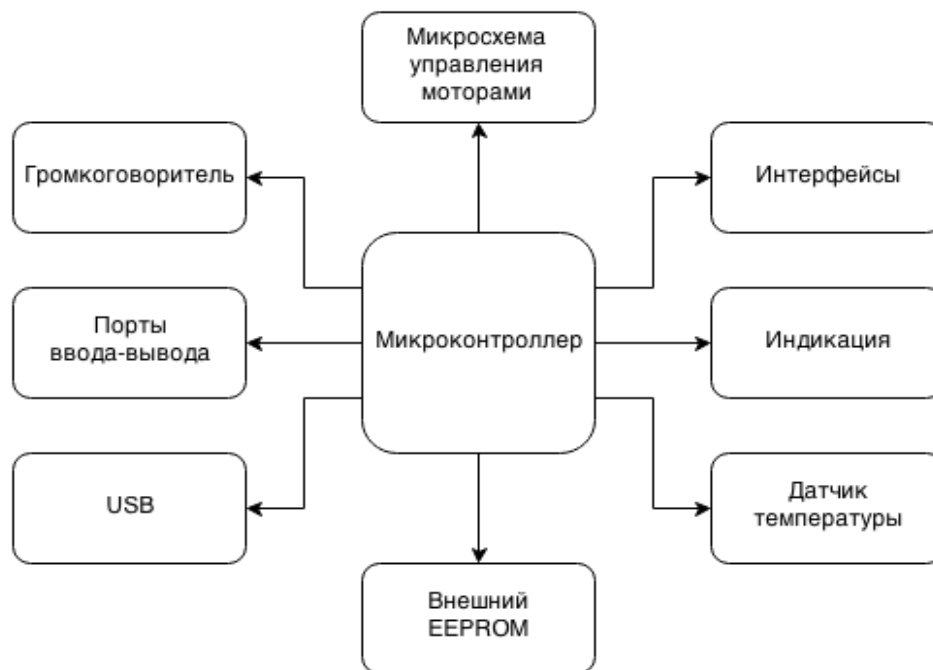 Микросхема
управления
моторами
Громкоговоритель
Интерфейсы
Порты
ввода-вывода
Микроконтроллер
Индикация
USB
Датчик
температуры
Внешний
EEPROM